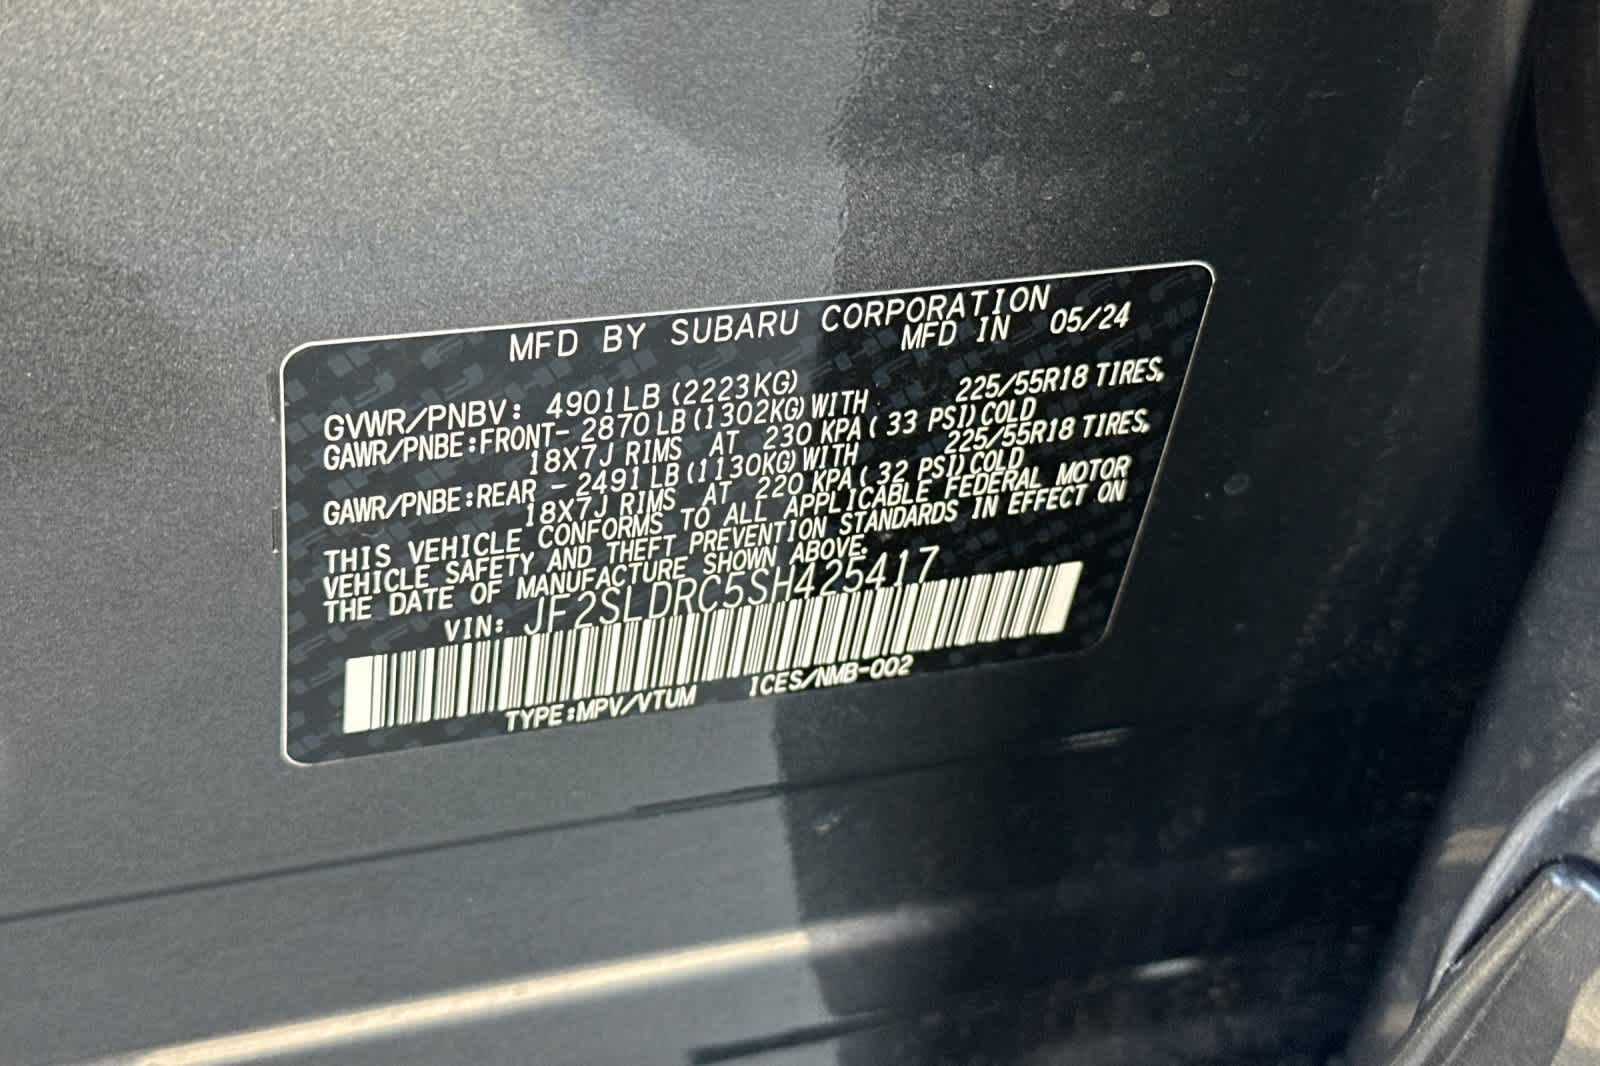 MFD BY SUBARU CORPORATION
MFD IN 05/24
GVWR/PNBV: 4901LB (2223KG)
GAWR/PNBE:FRONT- 2870LB(1302KG)WITH 225/55R18 TIRES,
18X7J RIMS AT 230 KPA( 33 PSI)COLD
GAWR/PNBE:REAR - 2491LB(1130KG)WITH 225/55R18 TIRES,
18X7J RIMS AT 220 KPA( 32 PSI)COLD
THIS VEHICLE CONFORMS TO ALL APPLICABLE FEDERAL MOTOR
VEHICLE SAFETY AND THEFT PREVENTION STANDARDS IN EFFECT ON
THE DATE OF MANUFACTURE SHOWN ABOVE.
VIN: JF2SLDRC5SH425417
TYPE:MPV/VTUM ICES/NMB-002